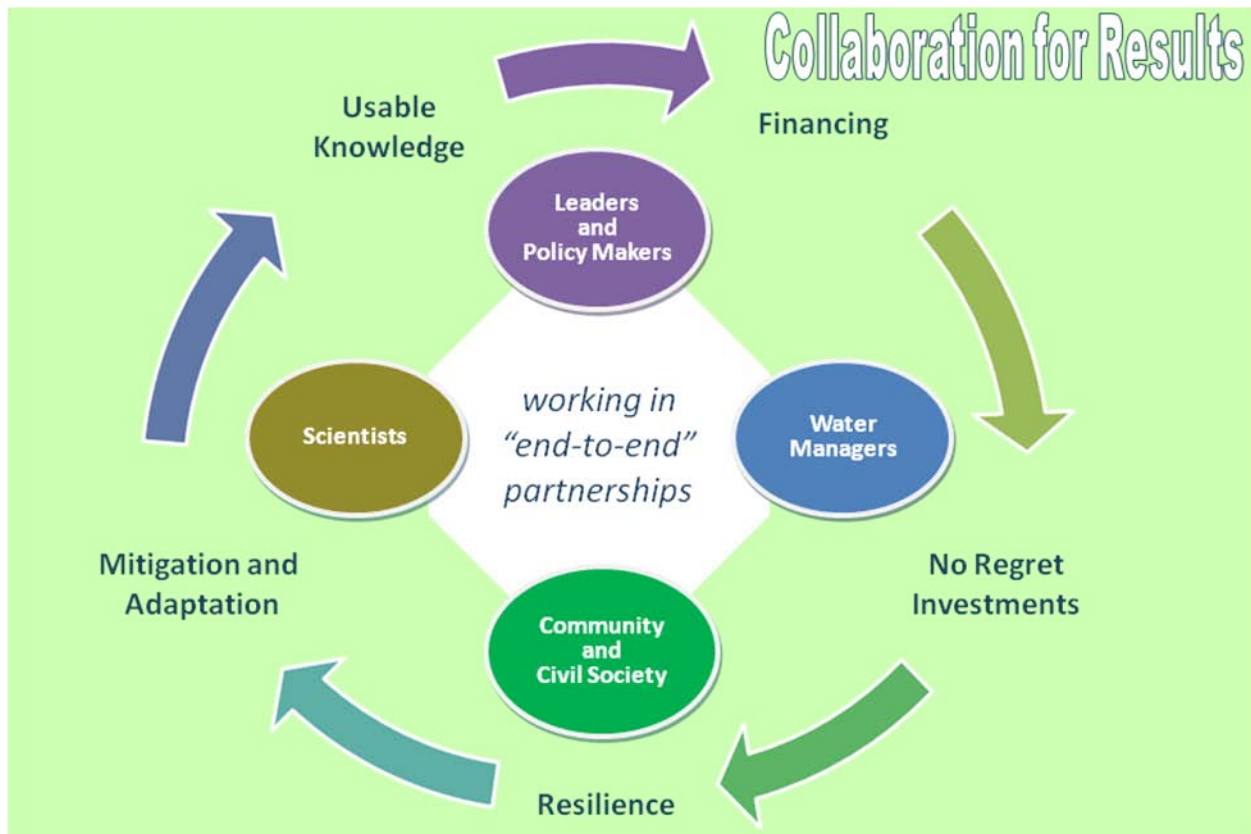 Collaboration for Results
Usable
Knowledge
Financing
Leaders
and
Policy Makers
Scientists
working in
“end-to-end”
partnerships
Water
Managers
Mitigation and
Adaptation
No Regret
Investments
Community
and
Civil Society
Resilience